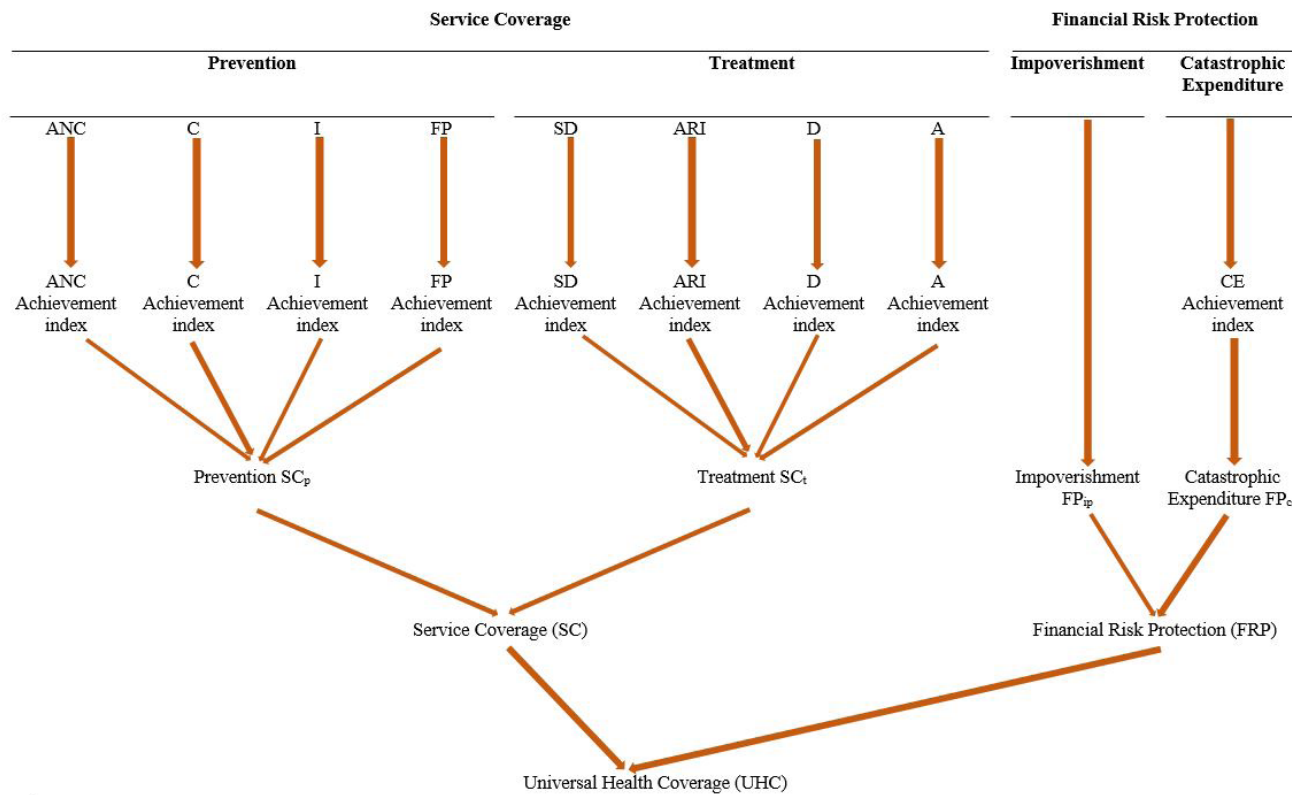 Service Coverage
Financial Risk Protection
Prevention
Treatment
Impoverishment
Catastrophic
Expenditure
ANC
C
I
FP
SD
ARI
D
A
ANC
Achievement
index
C
Achievement
index
I
Achievement
index
FP
Achievement
index
SD
Achievement
index
ARI
Achievement
index
D
Achievement
index
A
Achievement
index
CE
Achievement
index
Prevention SCₚ
Treatment SCₜ
Impoverishment
FPᵢₚ
Catastrophic
Expenditure FP꜀
Service Coverage (SC)
Financial Risk Protection (FRP)
Universal Health Coverage (UHC)